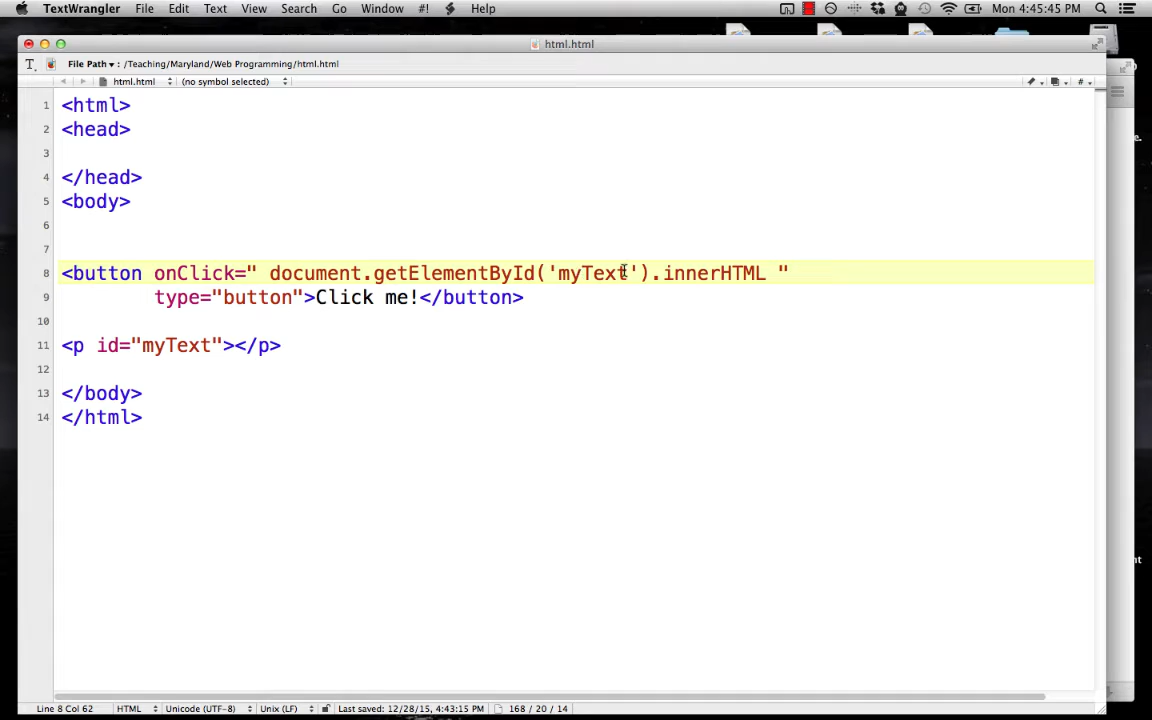 TextWrangler File Edit Text View Search Go Window #! Help Mon 4:45:45 PM
html.html
File Path ▾ : /Teaching/Maryland/Web Programming/html.html
html.html (no symbol selected) #
1 <html>
2 <head>
3
4 </head>
5 <body>
6
7
8 <button onClick=" document.getElementById('myText').innerHTML "
9 type="button">Click me!</button>
10
11 <p id="myText"></p>
12
13 </body>
14 </html>
Line 8 Col 62 HTML Unicode (UTF-8) Unix (LF) Last saved: 12/28/15, 4:43:15 PM 168 / 20 / 14